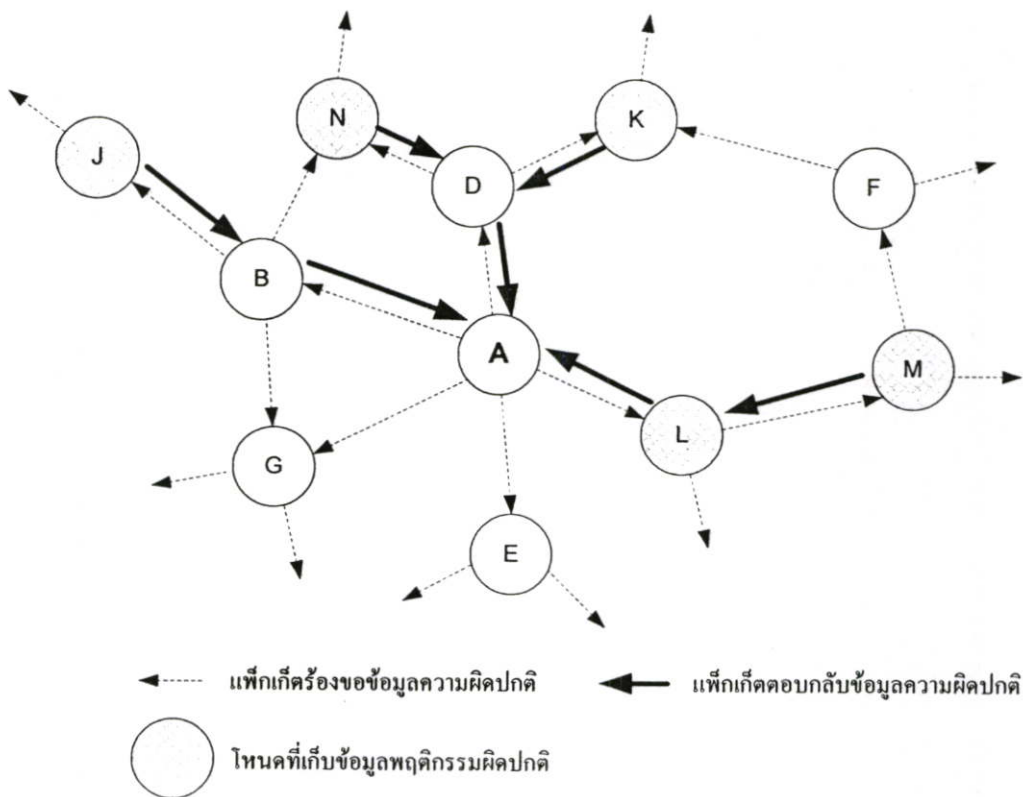 N
K
J
D
F
B
A
M
L
G
E
แพ็กเก็ตร้องขอข้อมูลความผิดปกติ
แพ็กเก็ตตอบกลับข้อมูลความผิดปกติ
โหนดที่เก็บข้อมูลพฤติกรรมผิดปกติ